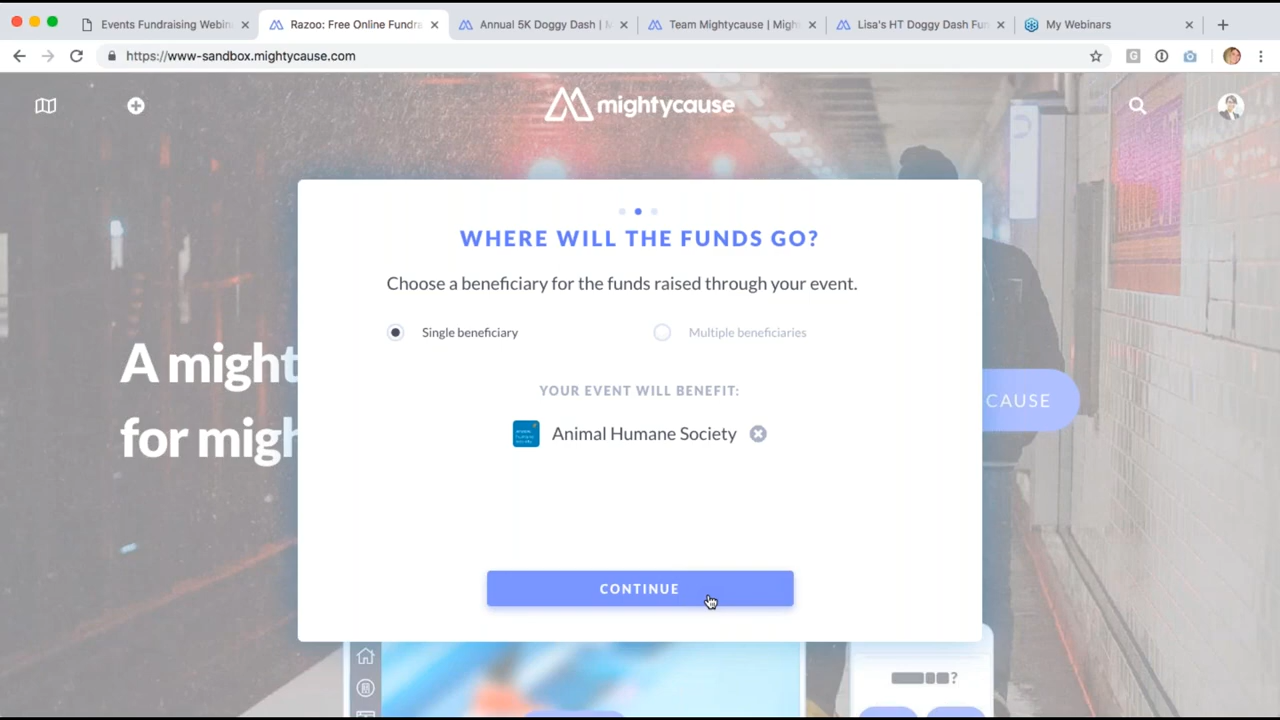 Events Fundraising Webin
Razoo: Free Online Fundra
Annual 5K Doggy Dash | M
Team Mightycause | Migh
Lisa's HT Doggy Dash Fun
My Webinars
https://www-sandbox.mightycause.com
mightycause
WHERE WILL THE FUNDS GO?
Choose a beneficiary for the funds raised through your event.
Single beneficiary
Multiple beneficiaries
A might
for migh
YOUR EVENT WILL BENEFIT:
CAUSE
Animal Humane Society
CONTINUE
?